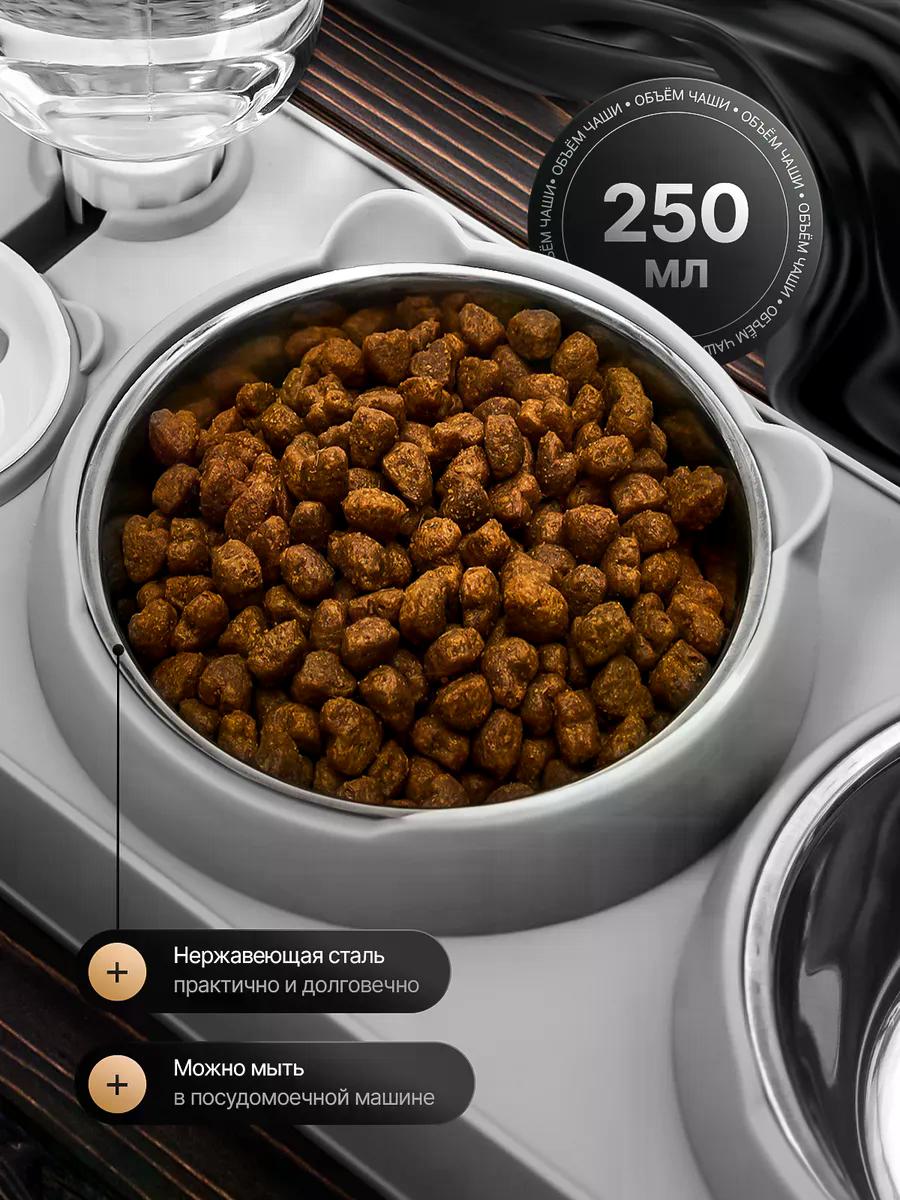 ОБЪЁМ ЧАШИ • ОБЪЁМ ЧАШИ • ОБЪЁМ ЧАШИ • ОБЪЁМ ЧАШИ • ОБЪЁМ ЧАШИ •
250
МЛ
Нержавеющая сталь
практично и долговечно
Можно мыть
в посудомоечной машине